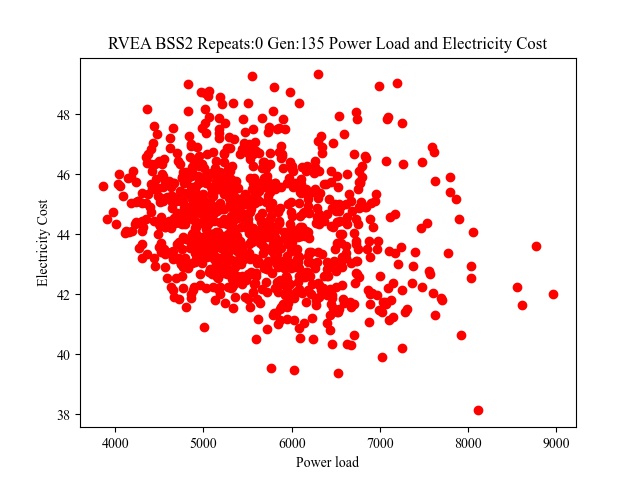 RVEA BSS2 Repeats:0 Gen:135 Power Load and Electricity Cost
Electricity Cost
48
46
44
42
40
38
4000 5000 6000 7000 8000 9000
Power load